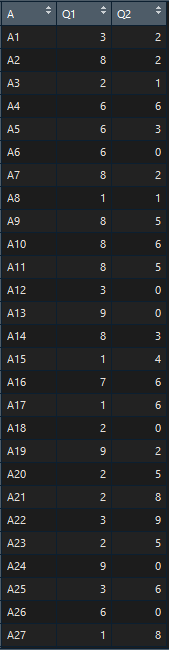 A Q1 Q2
A1 3 2
A2 8 2
A3 2 1
A4 6 6
A5 6 3
A6 6 0
A7 8 2
A8 1 1
A9 8 5
A10 8 6
A11 8 5
A12 3 0
A13 9 0
A14 8 3
A15 1 4
A16 7 6
A17 1 6
A18 2 0
A19 9 2
A20 2 5
A21 2 8
A22 3 9
A23 2 5
A24 9 0
A25 3 6
A26 6 0
A27 1 8